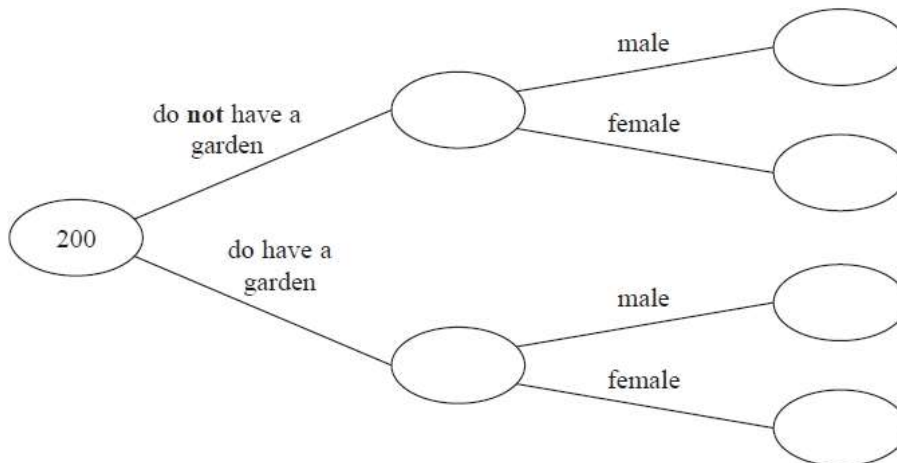 male
do not have a
garden
female
200
do have a
garden
male
female